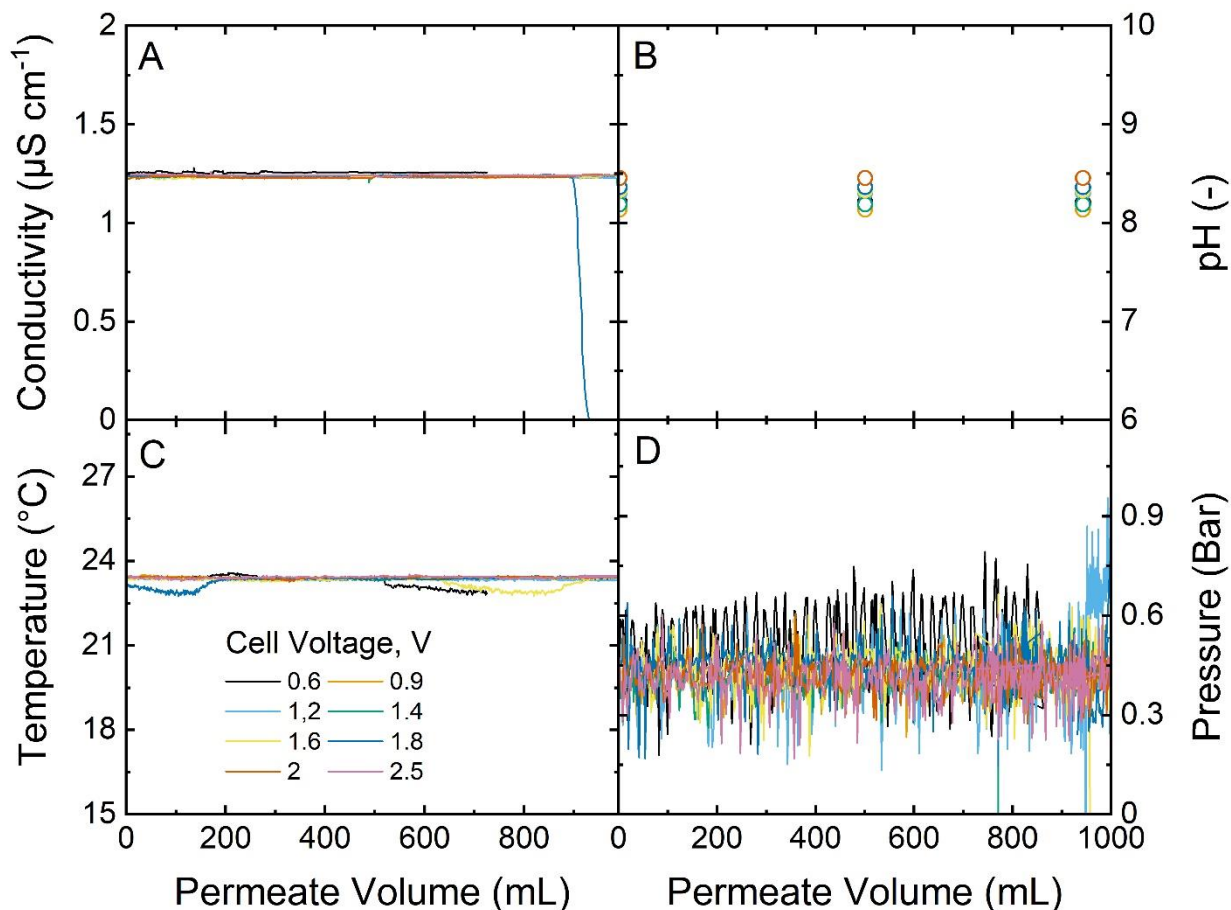 A
B
Conductivity (µS cm⁻¹)
2
1.5
1
0.5
0
10
9
8
7
6
pH (-)
C
D
Temperature (°C)
27
24
21
18
15
Cell Voltage, V
0.6 0.9
1,2 1.4
1.6 1.8
2 2.5
0.9
0.6
0.3
0
Pressure (Bar)
0 200 400 600 800 0 200 400 600 800 1000
Permeate Volume (mL) Permeate Volume (mL)